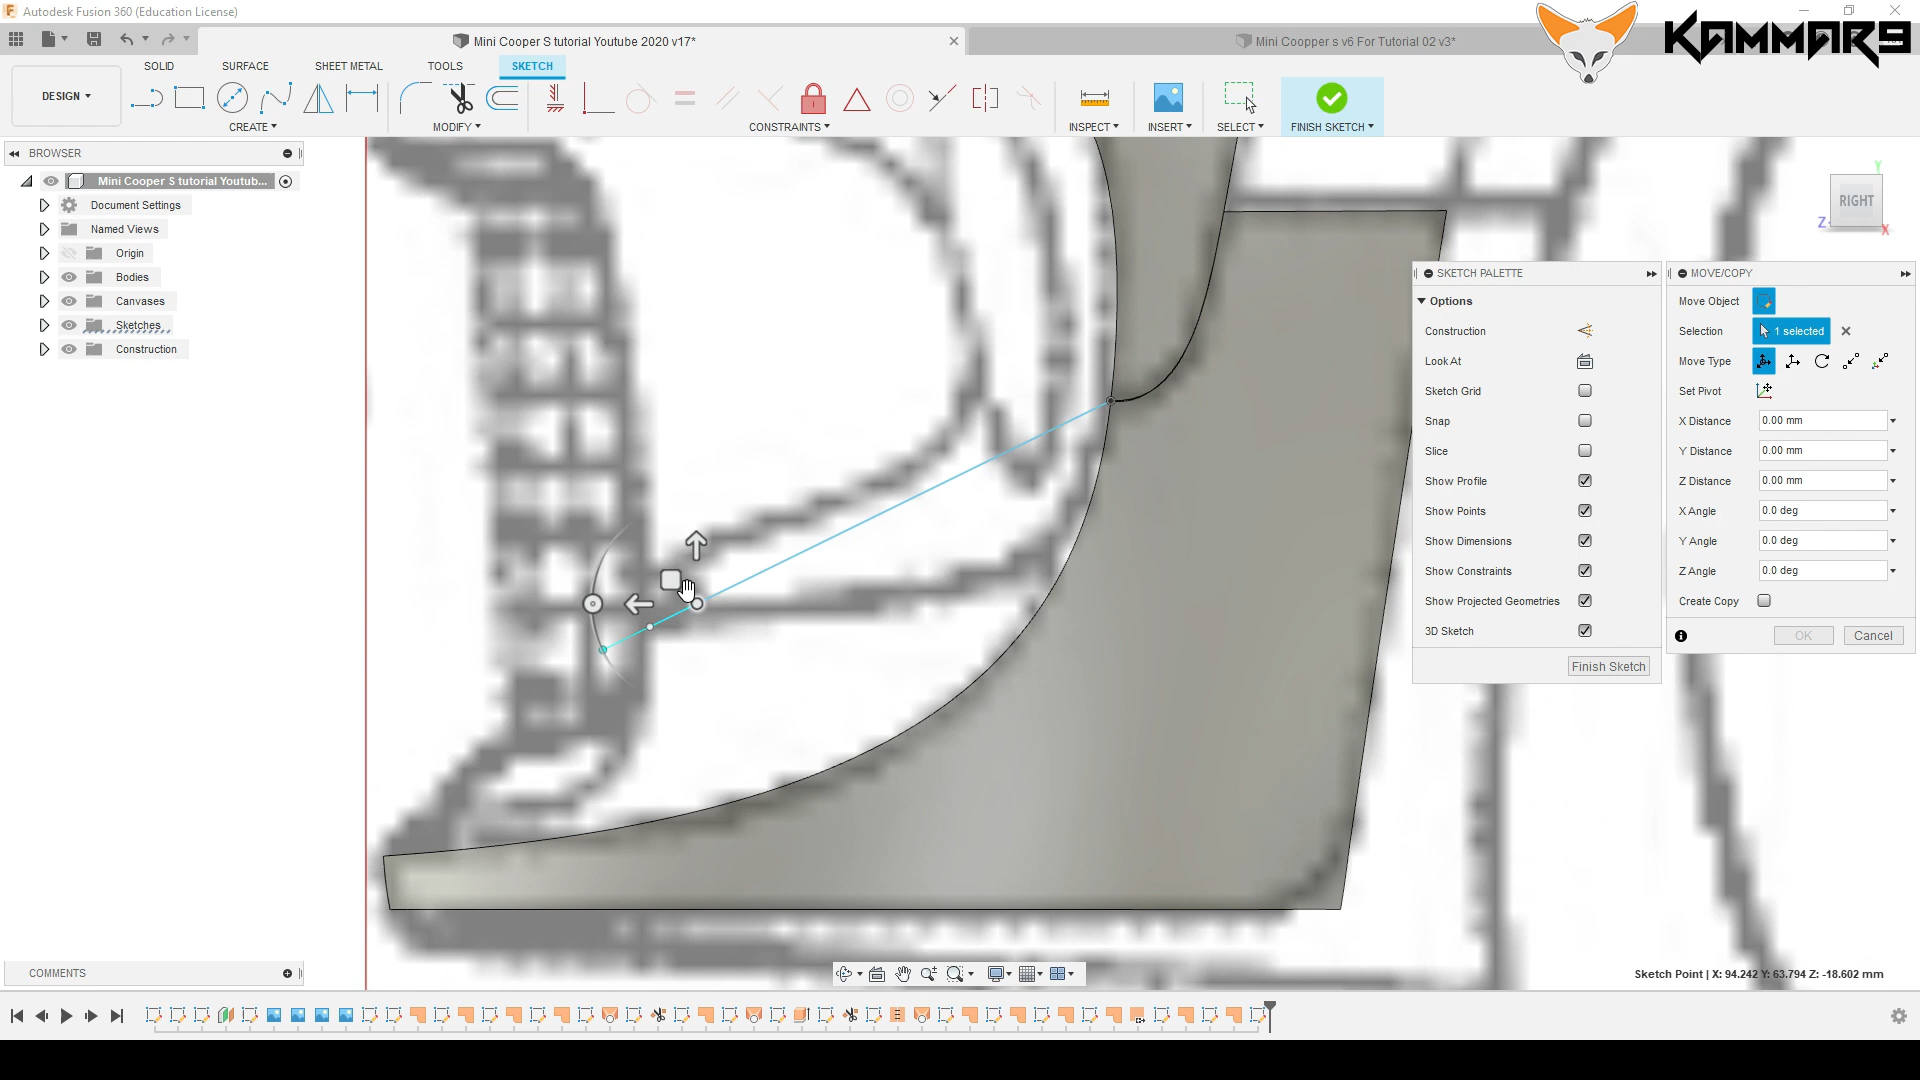 Autodesk Fusion 360 (Education License)
KAMMAR9
Mini Cooper S tutorial Youtube 2020 v17*
Mini Coopper s v6 For Tutorial 02 v3*
SOLID
SURFACE
SHEET METAL
TOOLS
SKETCH
DESIGN
CREATE
MODIFY
CONSTRAINTS
INSPECT
INSERT
SELECT
FINISH SKETCH
BROWSER
Mini Cooper S tutorial Youtub...
Document Settings
Named Views
Origin
Bodies
Canvases
Sketches
Construction
Y
RIGHT
Z
X
SKETCH PALETTE
Options
Construction
Look At
Sketch Grid
Snap
Slice
Show Profile
Show Points
Show Dimensions
Show Constraints
Show Projected Geometries
3D Sketch
Finish Sketch
MOVE/COPY
Move Object
Selection 1 selected
Move Type
Set Pivot
X Distance 0.00 mm
Y Distance 0.00 mm
Z Distance 0.00 mm
X Angle 0.0 deg
Y Angle 0.0 deg
Z Angle 0.0 deg
Create Copy
OK Cancel
COMMENTS
Sketch Point | X: 94.242 Y: 63.794 Z: -18.602 mm